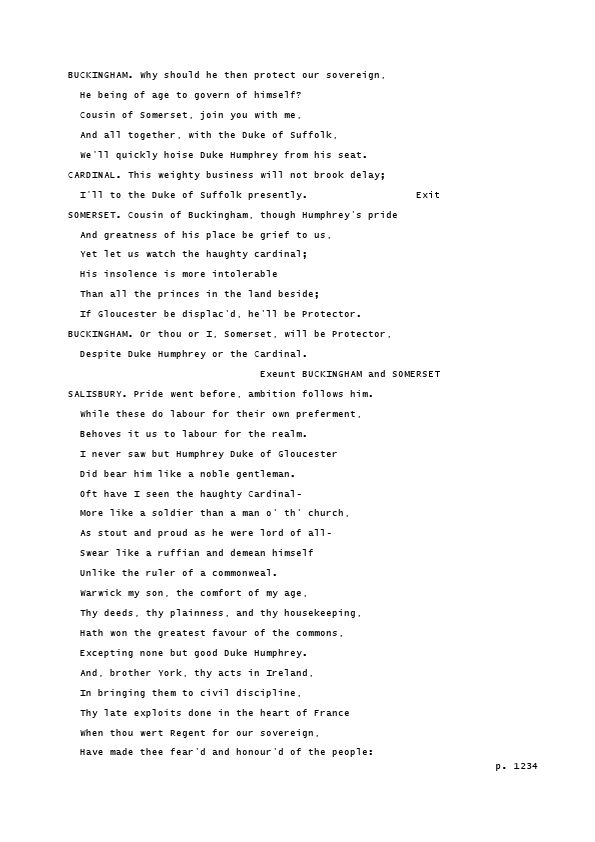 BUCKINGHAM. Why should he then protect our sovereign,
He being of age to govern of himself?
Cousin of Somerset, join you with me,
And all together, with the Duke of Suffolk,
We'll quickly hoise Duke Humphrey from his seat.
CARDINAL. This weighty business will not brook delay;
I'll to the Duke of Suffolk presently. Exit
SOMERSET. Cousin of Buckingham, though Humphrey's pride
And greatness of his place be grief to us,
Yet let us watch the haughty cardinal;
His insolence is more intolerable
Than all the princes in the land beside;
If Gloucester be displac'd, he'll be Protector.
BUCKINGHAM. Or thou or I, Somerset, will be Protector,
Despite Duke Humphrey or the Cardinal.
Exeunt BUCKINGHAM and SOMERSET
SALISBURY. Pride went before, ambition follows him.
While these do labour for their own preferment,
Behoves it us to labour for the realm.
I never saw but Humphrey Duke of Gloucester
Did bear him like a noble gentleman.
Oft have I seen the haughty Cardinal-
More like a soldier than a man o' th' church,
As stout and proud as he were lord of all-
Swear like a ruffian and demean himself
Unlike the ruler of a commonweal.
Warwick my son, the comfort of my age,
Thy deeds, thy plainness, and thy housekeeping,
Hath won the greatest favour of the commons,
Excepting none but good Duke Humphrey.
And, brother York, thy acts in Ireland,
In bringing them to civil discipline,
Thy late exploits done in the heart of France
When thou wert Regent for our sovereign,
Have made thee fear'd and honour'd of the people:
p. 1234